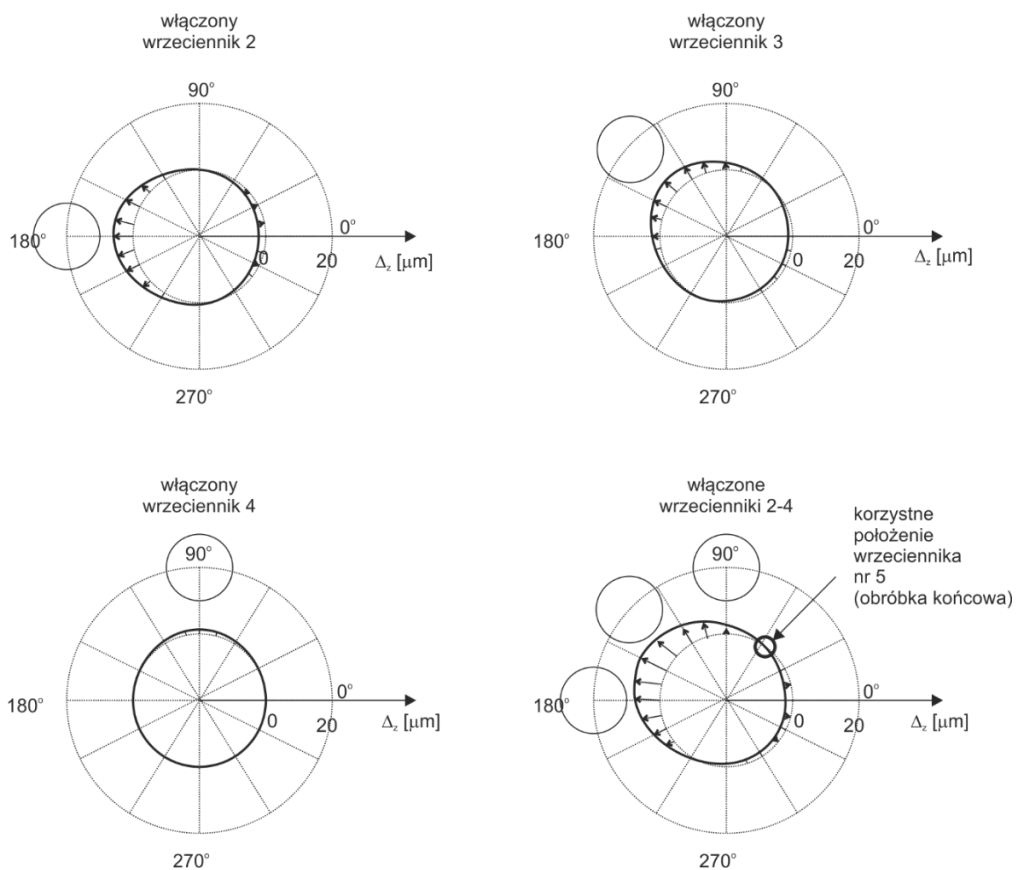 włączony
wrzeciennik 2
90°
180°
0°
0
20
Δz [μm]
270°
włączony
wrzeciennik 3
90°
180°
0°
0
20
Δz [μm]
270°
włączony
wrzeciennik 4
90°
180°
0°
0
20
Δz [μm]
270°
włączone
wrzecienniki 2-4
korzystne
położenie
wrzeciennika
nr 5
(obróbka końcowa)
90°
180°
0°
0
20
Δz [μm]
270°